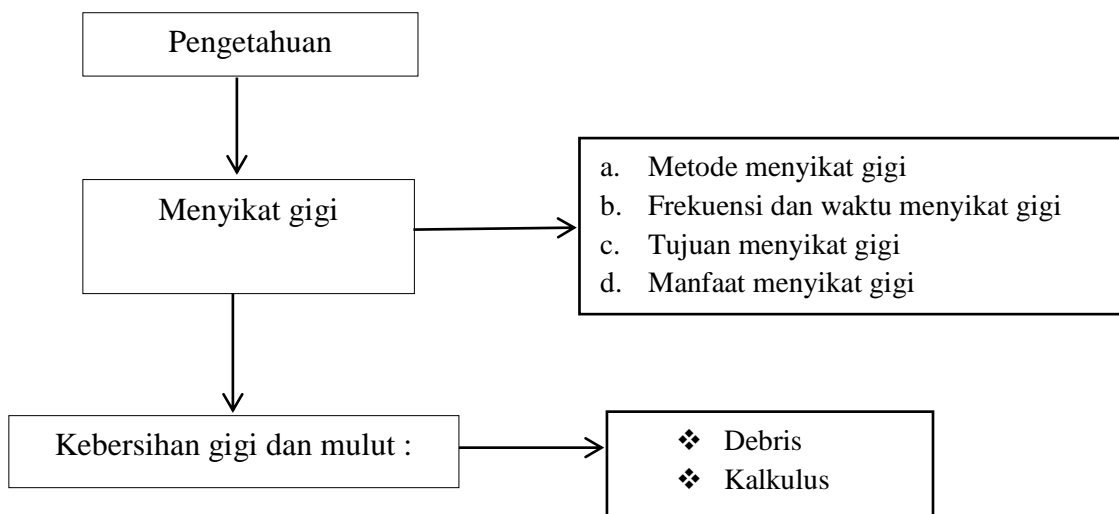 Pengetahuan
Menyikat gigi
a. Metode menyikat gigi
b. Frekuensi dan waktu menyikat gigi
c. Tujuan menyikat gigi
d. Manfaat menyikat gigi
Kebersihan gigi dan mulut :
❖ Debris
❖ Kalkulus